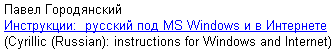 Павел Городянский
Инструкции:  русский под MS Windows и в Интернете
(Cyrillic (Russian): instructions for Windows and Internet)